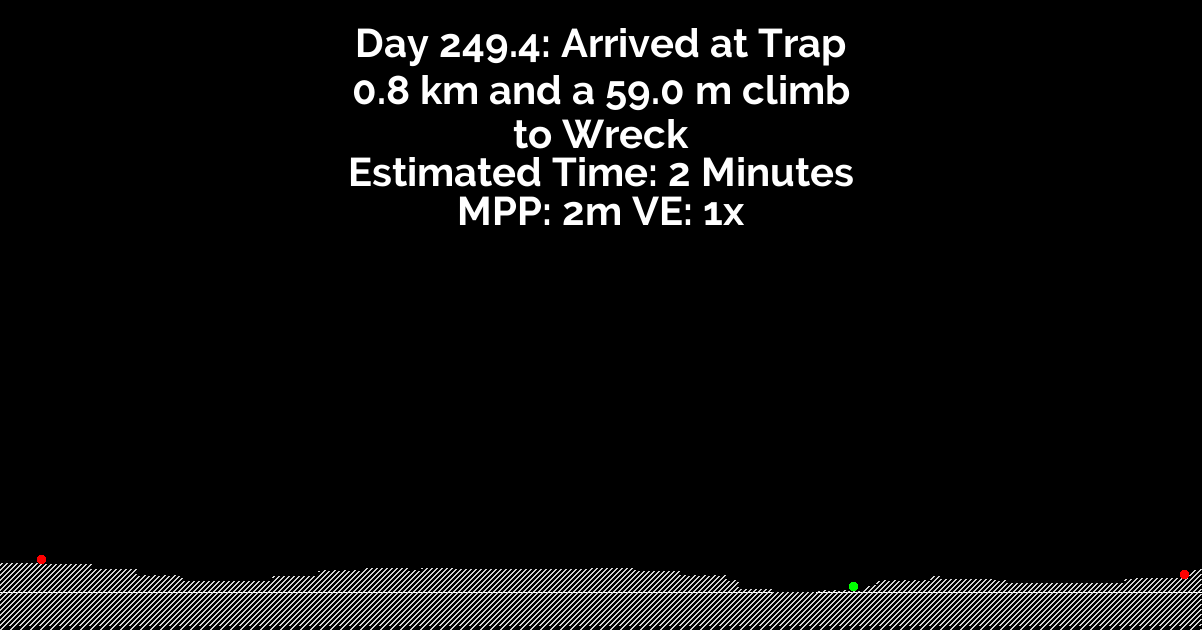 Day 249.4: Arrived at Trap
0.8 km and a 59.0 m climb
to Wreck
Estimated Time: 2 Minutes
MPP: 2m VE: 1x